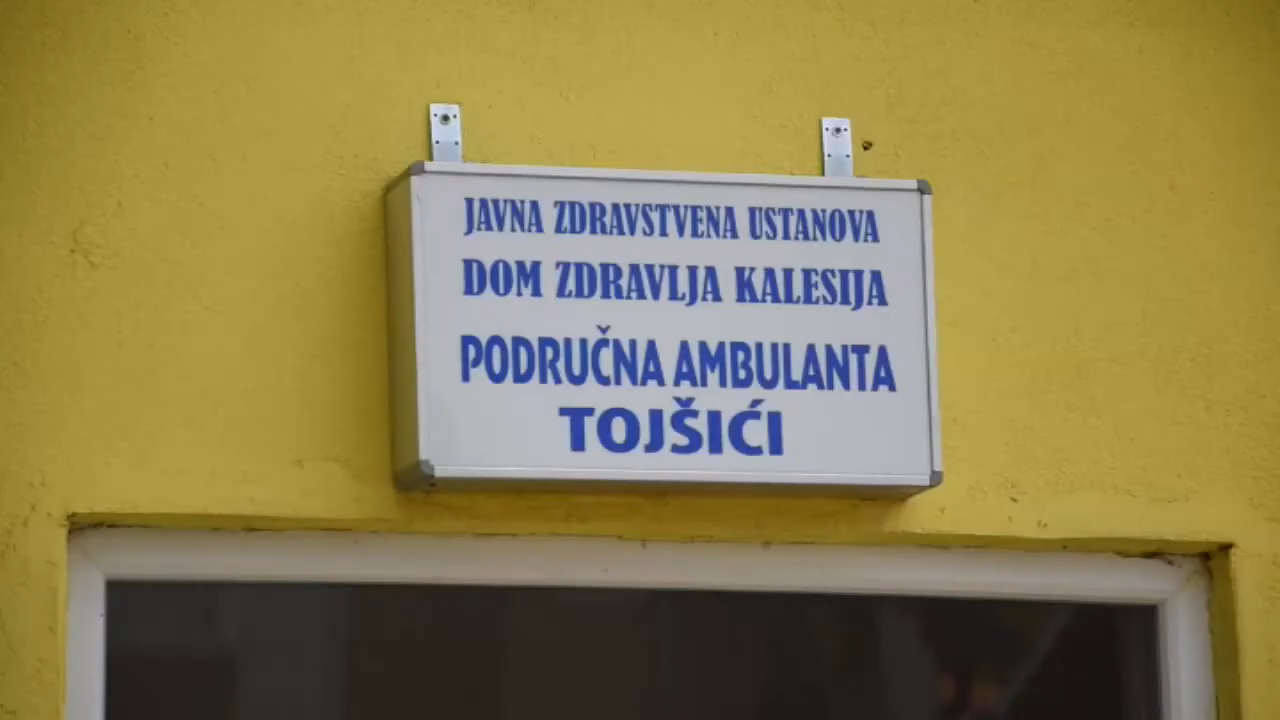 JAVNA ZDRAVSTVENA USTANOVA
DOM ZDRAVLJA KALESIJA
PODRUČNA AMBULANTA
TOJŠIĆI